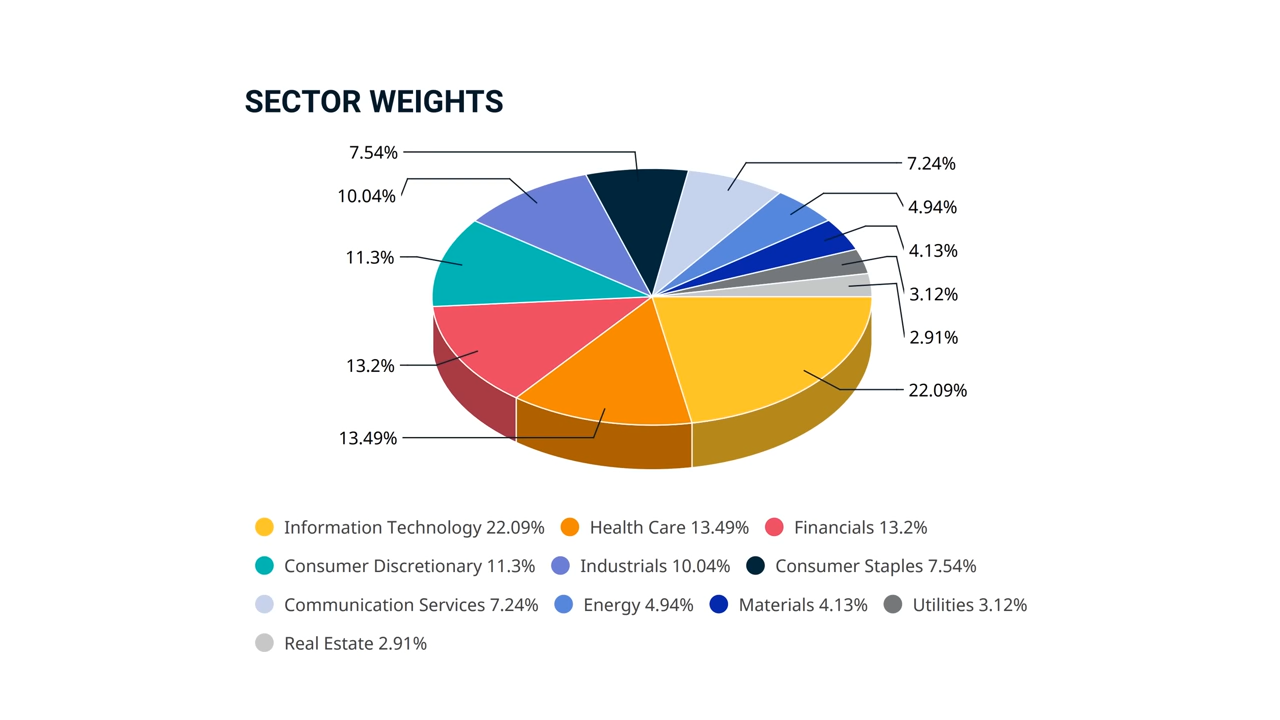 SECTOR WEIGHTS
7.54%
7.24%
10.04%
4.94%
11.3%
4.13%
3.12%
2.91%
13.2%
22.09%
13.49%
Information Technology 22.09% Health Care 13.49% Financials 13.2%
Consumer Discretionary 11.3% Industrials 10.04% Consumer Staples 7.54%
Communication Services 7.24% Energy 4.94% Materials 4.13% Utilities 3.12%
Real Estate 2.91%